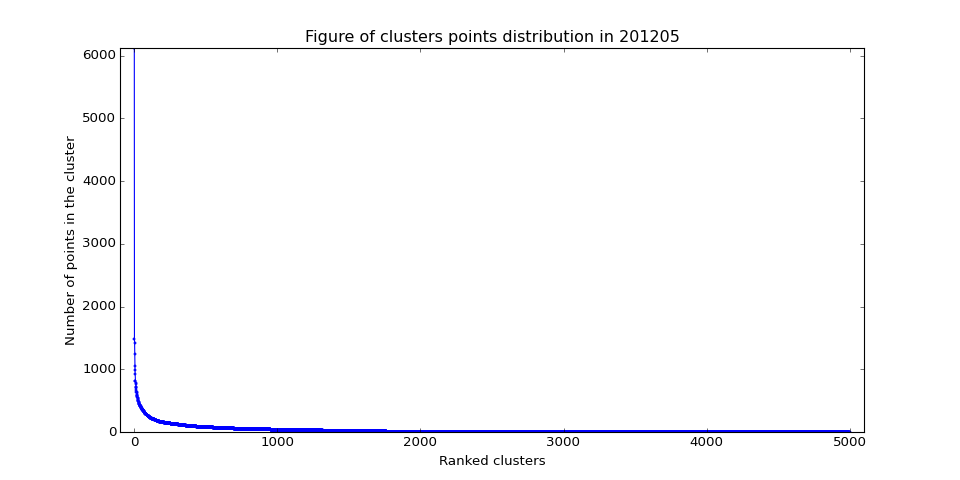 Figure of clusters points distribution in 201205
6000
5000
4000
3000
2000
1000
0
Number of points in the cluster
0 1000 2000 3000 4000 5000
Ranked clusters